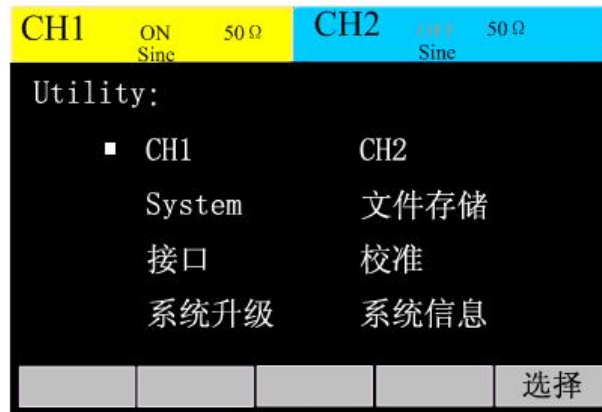 CH1 ON 50Ω CH2 OFF 50Ω
Sine Sine
Utility:
CH1 CH2
System 文件存储
接口 校准
系统升级 系统信息
选择